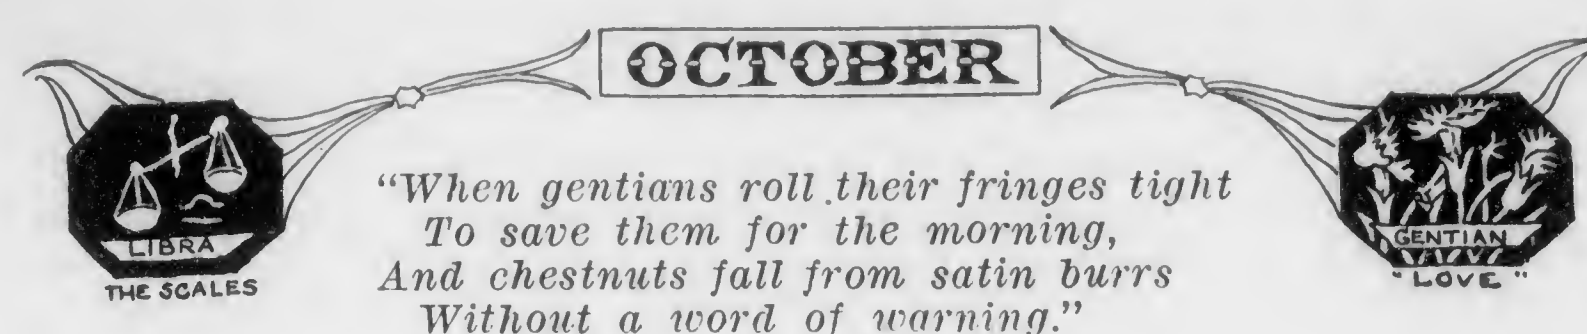 OCTOBER
LIBRA
THE SCALES
"When gentians roll their fringes tight
To save them for the morning,
And chestnuts fall from satin burrs
Without a word of warning."
GENTIAN
"LOVE"